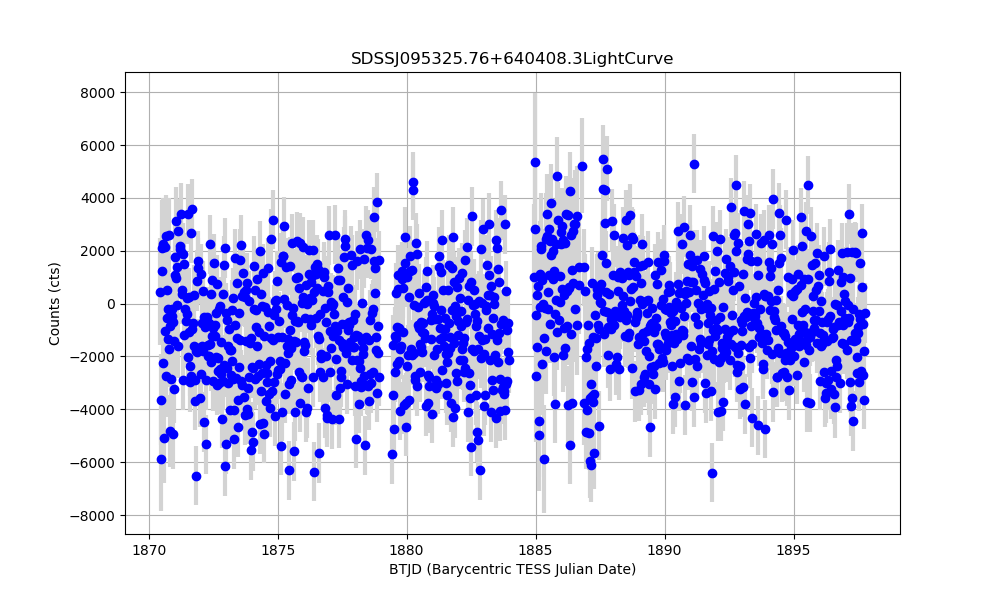 SDSSJ095325.76+640408.3LightCurve
8000
6000
4000
2000
0
−2000
−4000
−6000
−8000
Counts (cts)
1870 1875 1880 1885 1890 1895
BTJD (Barycentric TESS Julian Date)